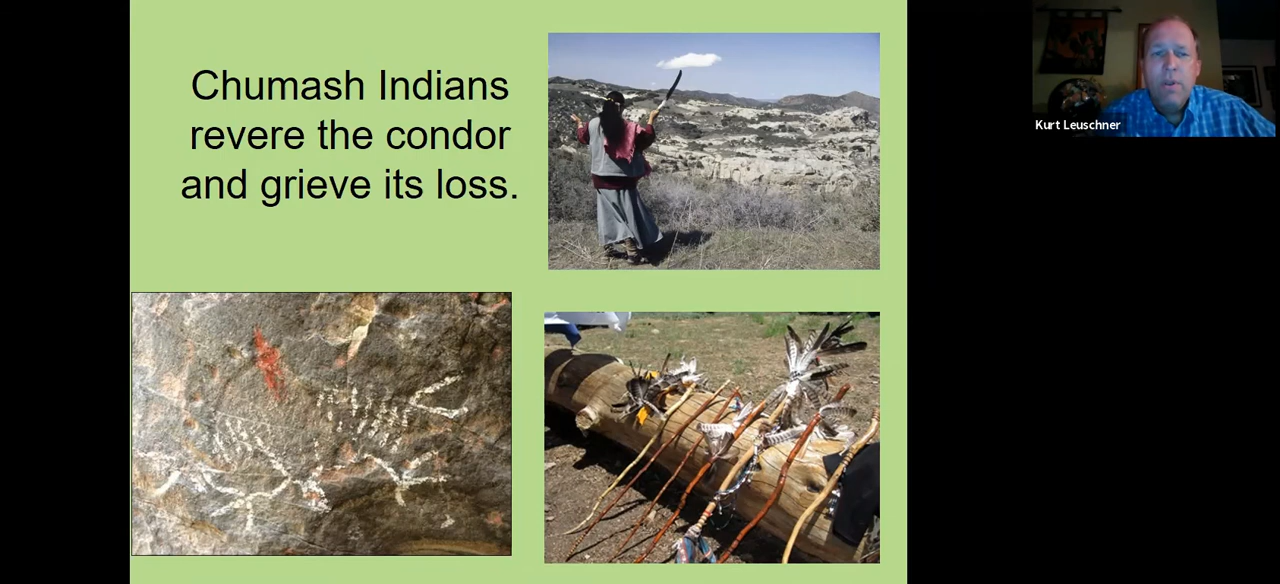 Chumash Indians
revere the condor
and grieve its loss.
Kurt Leuschner